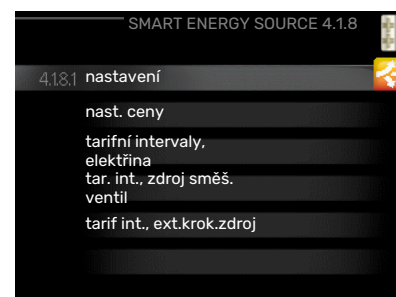 SMART ENERGY SOURCE 4.1.8
4.1.8.1 nastavení
nast. ceny
tarifní intervaly,
elektřina
tar. int., zdroj směš.
ventil
tarif int., ext.krok.zdroj